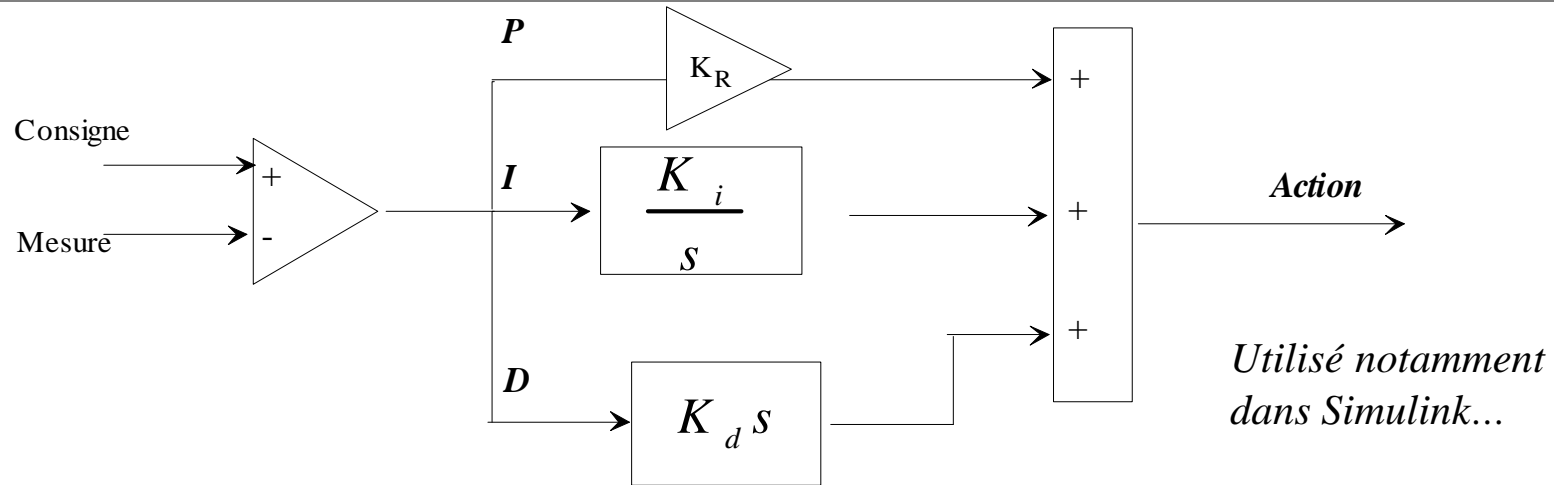 P
K_R
+
Consigne
+
I
K_i
s
+
Action
Mesure
-
+
D
K_d s
Utilisé notamment
dans Simulink...